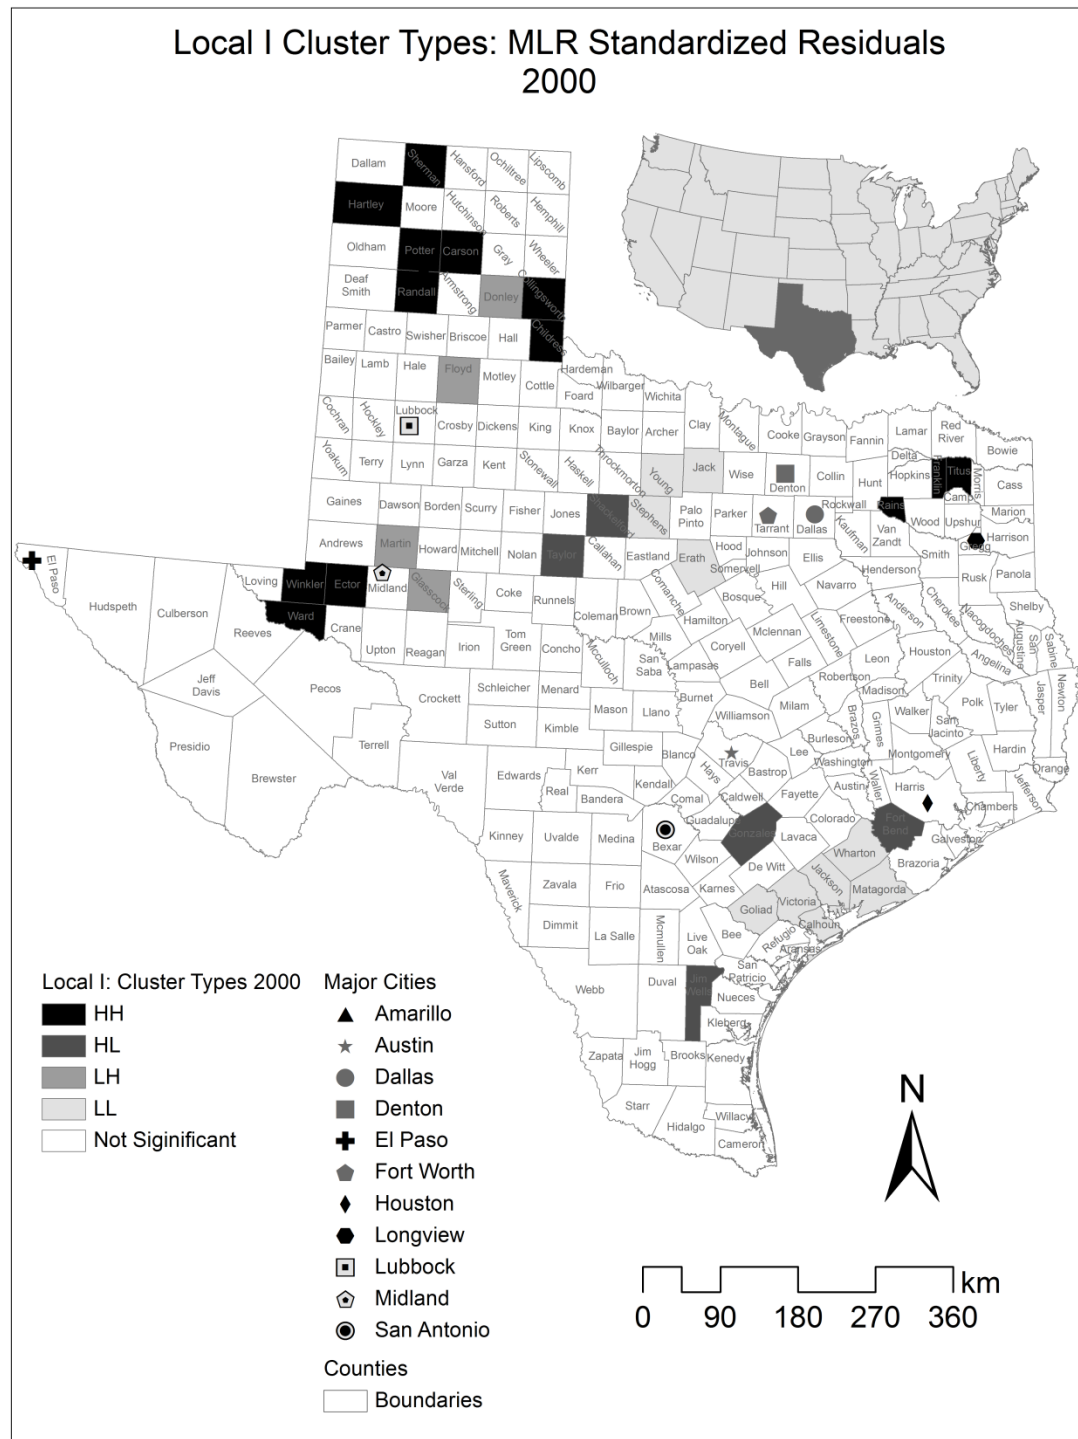 Local I Cluster Types: MLR Standardized Residuals
2000
Dallam
Sherman
Hansford
Ochiltree
Lipscomb
Hartley
Moore
Hutchinson
Roberts
Hemphill
Oldham
Potter
Carson
Gray
Wheeler
Deaf
Smith
Randall
Armstrong
Donley
Collingsworth
Parmer
Castro
Swisher
Briscoe
Hall
Childress
Bailey
Lamb
Hale
Floyd
Motley
Cottle
Hardeman
Foard
Wilbarger
Wichita
Cochran
Hockley
Lubbock
Crosby
Dickens
King
Knox
Baylor
Archer
Clay
Montague
Cooke
Grayson
Fannin
Lamar
Red
River
Bowie
Delta
Yoakum
Terry
Lynn
Garza
Kent
Stonewall
Haskell
Throckmorton
Young
Jack
Wise
Denton
Collin
Hunt
Hopkins
Franklin
Titus
Morris
Cass
Camp
Gaines
Dawson
Borden
Scurry
Fisher
Jones
Shackelford
Stephens
Palo
Pinto
Parker
Tarrant
Dallas
Rockwall
Kaufman
Rains
Van
Zandt
Wood
Upshur
Marion
Harrison
Gregg
Andrews
Martin
Howard
Mitchell
Nolan
Taylor
Callahan
Eastland
Erath
Hood
Somervell
Johnson
Ellis
Henderson
Smith
Rusk
Panola
El Paso
Hudspeth
Culberson
Loving
Winkler
Ector
Midland
Glasscock
Sterling
Coke
Runnels
Coleman
Brown
Comanche
Hamilton
Bosque
Hill
Navarro
Anderson
Cherokee
Nacogdoches
Shelby
Reeves
Ward
Crane
Upton
Reagan
Irion
Tom
Green
Concho
Mcculloch
San
Saba
Mills
Lampasas
Coryell
Mclennan
Limestone
Freestone
Leon
Houston
Angelina
San
Augustine
Sabine
Jeff
Davis
Pecos
Crockett
Schleicher
Menard
Mason
Llano
Burnet
Bell
Falls
Robertson
Madison
Trinity
Polk
Tyler
Jasper
Newton
Presidio
Brewster
Terrell
Sutton
Kimble
Gillespie
Blanco
Williamson
Milam
Burleson
Brazos
Grimes
Walker
San
Jacinto
Hardin
Val
Verde
Edwards
Real
Kerr
Bandera
Kendall
Comal
Hays
Travis
Bastrop
Lee
Washington
Waller
Montgomery
Liberty
Orange
Jefferson
Kinney
Uvalde
Medina
Bexar
Guadalupe
Caldwell
Gonzales
Fayette
Lavaca
Austin
Colorado
Fort
Bend
Harris
Chambers
Galveston
Brazoria
Maverick
Zavala
Frio
Atascosa
Wilson
Karnes
De Witt
Wharton
Jackson
Matagorda
Victoria
Goliad
Calhoun
Dimmit
La Salle
Mcmullen
Live
Oak
Bee
Refugio
Aransas
Webb
Duval
Jim
Wells
San
Patricio
Nueces
Kleberg
Zapata
Jim
Hogg
Brooks
Kenedy
Starr
Hidalgo
Willacy
Cameron
Local I: Cluster Types 2000
HH
HL
LH
LL
Not Siginificant
Major Cities
Amarillo
Austin
Dallas
Denton
El Paso
Fort Worth
Houston
Longview
Lubbock
Midland
San Antonio
Counties
Boundaries
N
km
0 90 180 270 360